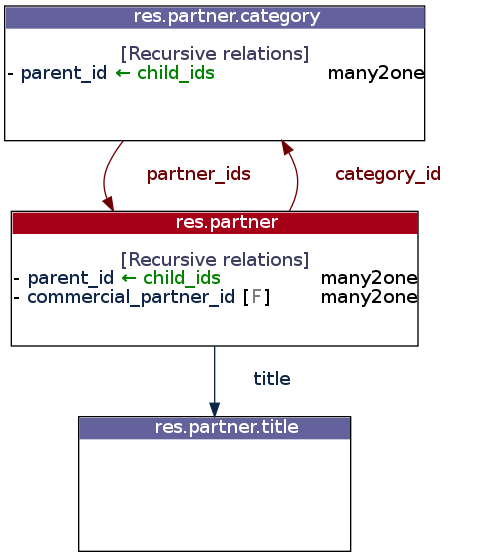 res.partner.category
[Recursive relations]
- parent_id ← child_ids many2one
partner_ids category_id
res.partner
[Recursive relations]
- parent_id ← child_ids many2one
- commercial_partner_id [F] many2one
title
res.partner.title